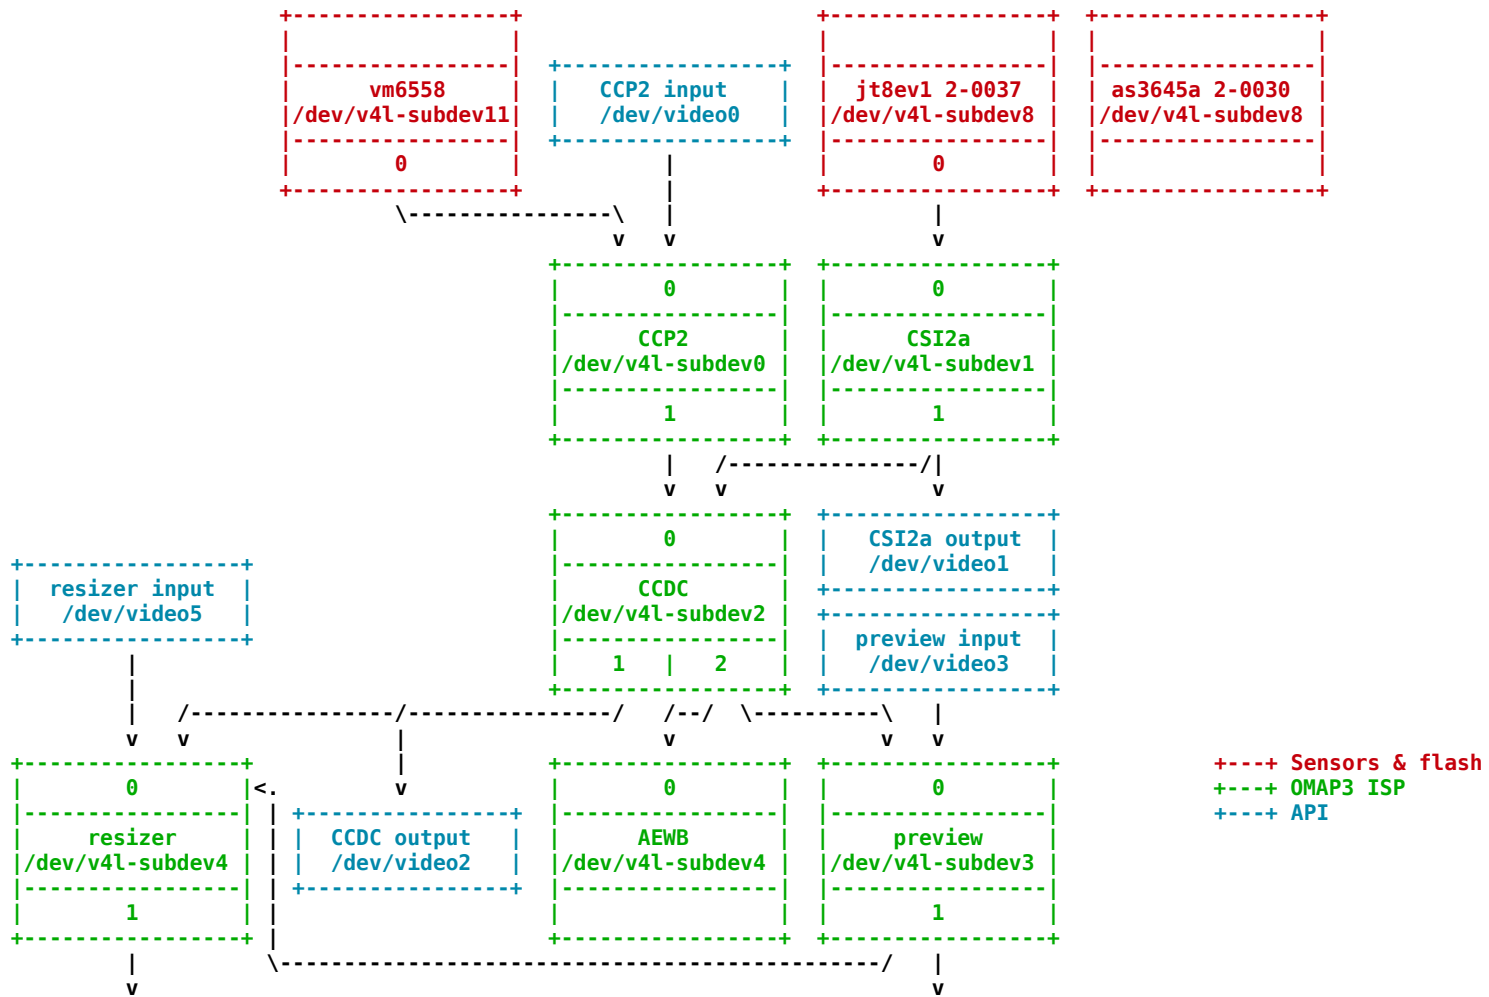 vm6558
/dev/v4l-subdev11
0
CCP2 input
/dev/video0
jt8ev1 2-0037
/dev/v4l-subdev8
0
as3645a 2-0030
/dev/v4l-subdev8
0
CCP2
/dev/v4l-subdev0
1
0
CSI2a
/dev/v4l-subdev1
1
0
CCDC
/dev/v4l-subdev2
1 | 2
CSI2a output
/dev/video1
resizer input
/dev/video5
preview input
/dev/video3
0
resizer
/dev/v4l-subdev4
1
CCDC output
/dev/video2
0
AEWB
/dev/v4l-subdev4
0
preview
/dev/v4l-subdev3
1
+---+ Sensors & flash
+---+ OMAP3 ISP
+---+ API